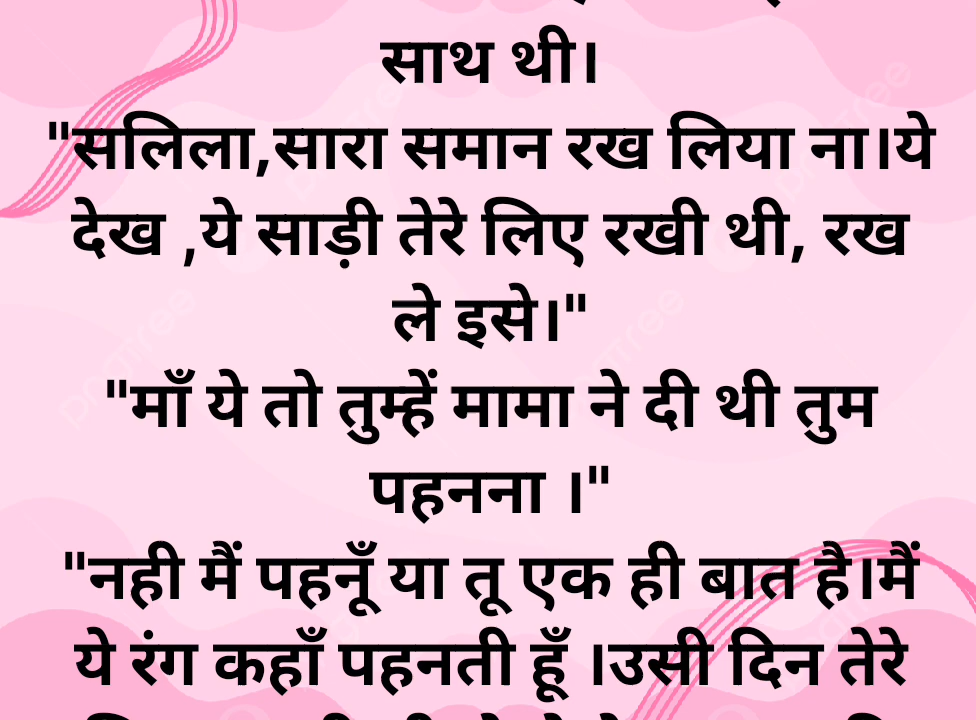 साथ थी।
"सलिला,सारा समान रख लिया ना।ये
देख ,ये साड़ी तेरे लिए रखी थी, रख
ले इसे।"
"माँ ये तो तुम्हें मामा ने दी थी तुम
पहनना ।"
"नही मैं पहनूँ या तू एक ही बात है।मैं
ये रंग कहाँ पहनती हूँ ।उसी दिन तेरे